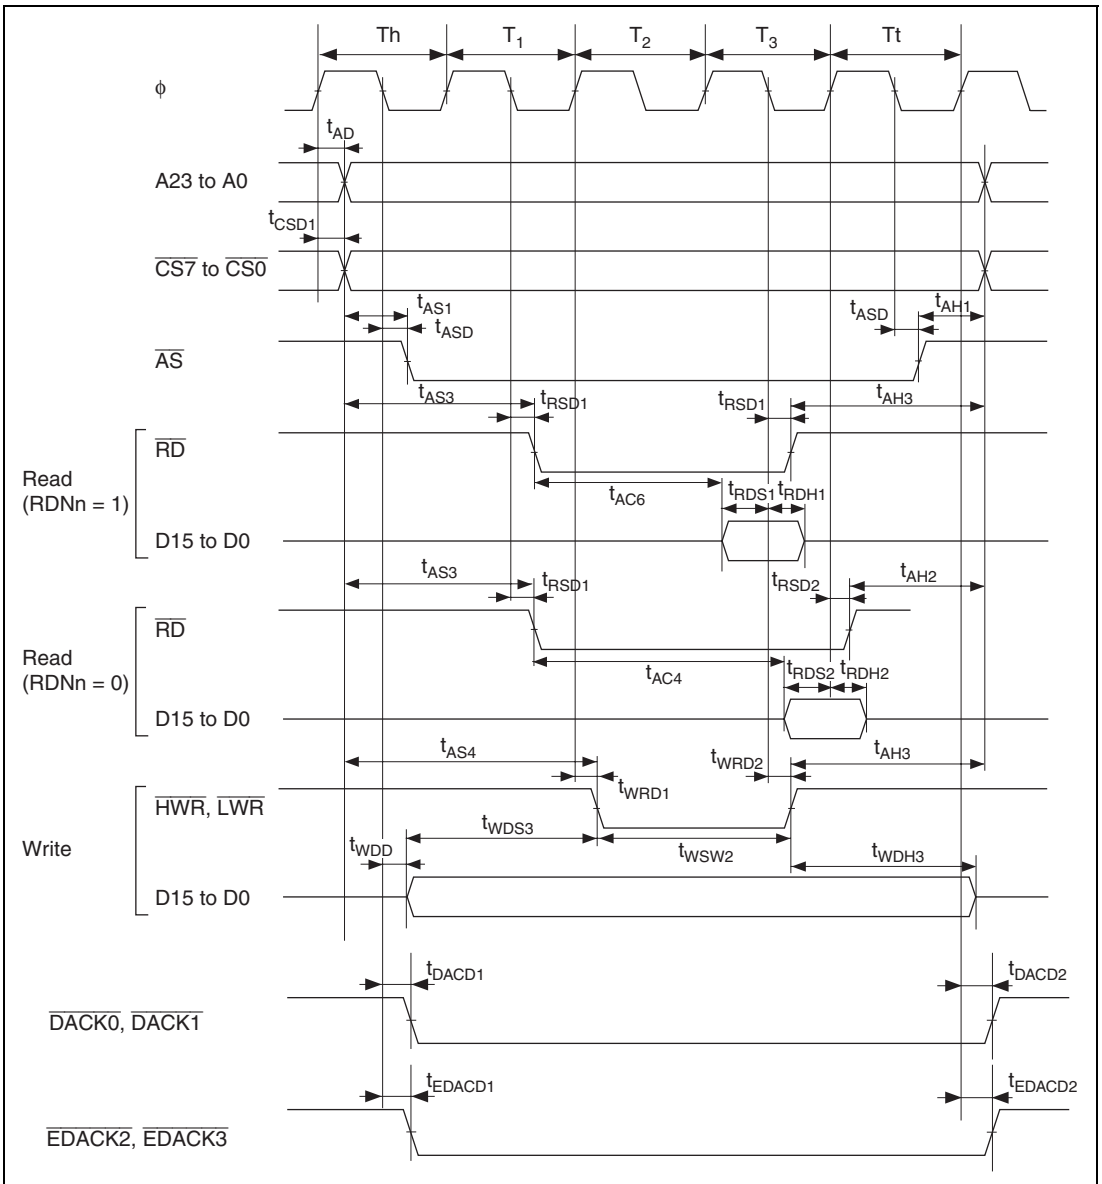 Th T1 T2 T3 Tt
ϕ
tAD
A23 to A0
tCSD1
CS7 to CS0
tAS1 tASD tAH1
tASD
AS
tAS3 tRSD1 tRSD1 tAH3
RD
Read
(RDNn = 1)
tAC6 tRDS1 tRDH1
D15 to D0
tAS3 tRSD1 tRSD2 tAH2
RD
Read
(RDNn = 0)
tAC4 tRDS2 tRDH2
D15 to D0
tAS4 tWRD1 tWRD2 tAH3
HWR, LWR
Write
tWDD tWDS3 tWSW2 tWDH3
D15 to D0
tDACD1 tDACD2
DACK0, DACK1
tEDACD1 tEDACD2
EDACK2, EDACK3